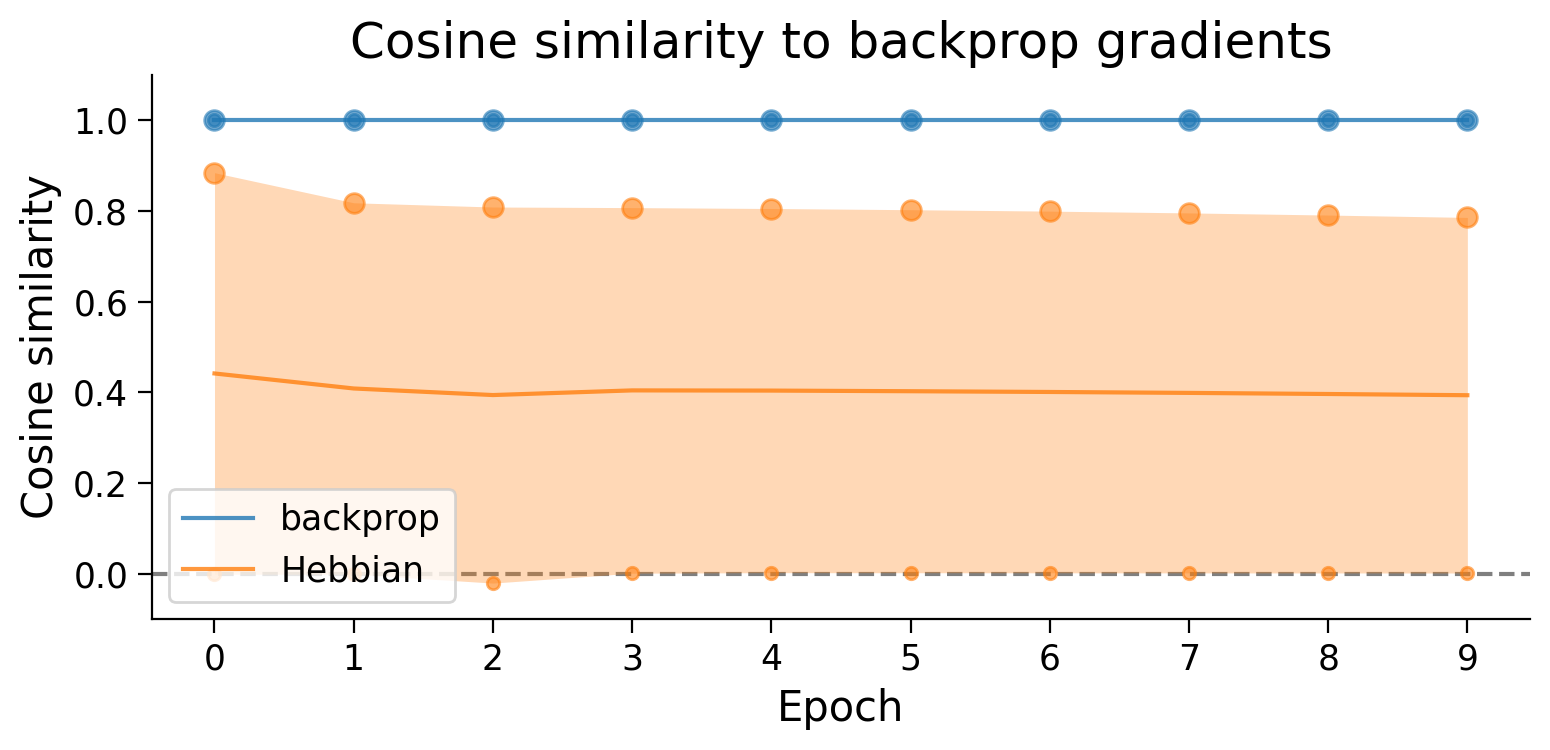 Cosine similarity to backprop gradients
Cosine similarity
1.0
0.8
0.6
0.4
0.2
0.0
backprop
Hebbian
0 1 2 3 4 5 6 7 8 9
Epoch